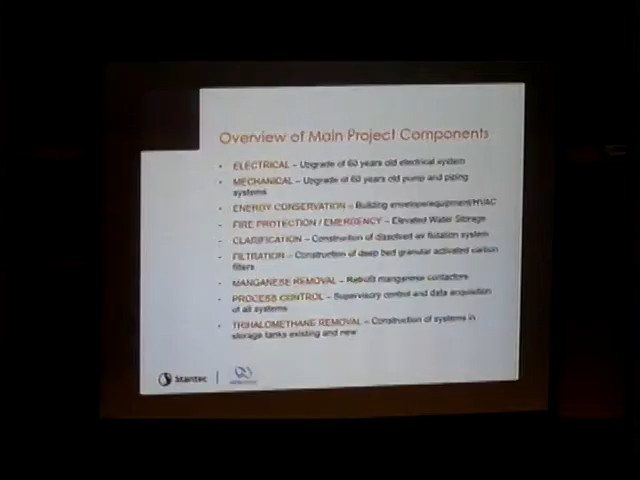 Overview of Main Project Components
• ELECTRICAL – Upgrade of 60 years old electrical system
• MECHANICAL – Upgrade of 60 years old pump and piping
systems
• ENERGY CONSERVATION – Building envelope/equipment/HVAC
• FIRE PROTECTION / EMERGENCY – Elevated Water Storage
• CLARIFICATION – Construction of dissolved air flotation system
• FILTRATION – Construction of deep bed granular activated carbon
filters
• MANGANESE REMOVAL – Retrofit manganese contactors
• PROCESS CONTROL – Supervisory control and data acquisition
of all systems
• TRIHALOMETHANE REMOVAL – Construction of systems in
storage tanks existing and new
Stantec